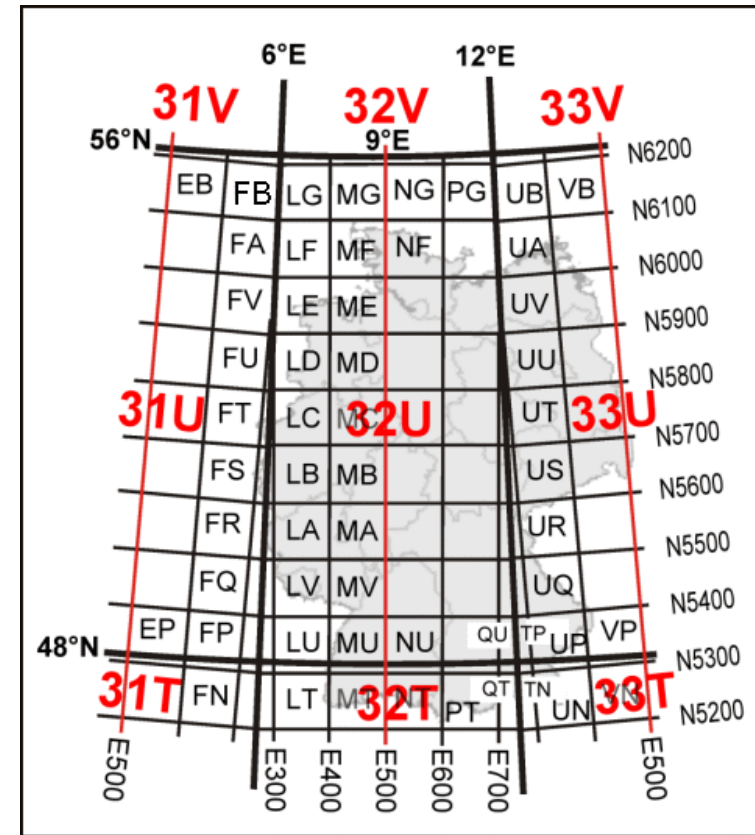 6°E 12°E
31V 32V 33V
56°N 9°E N6200
EB FB LG MG NG PG UB VB N6100
FA LF MF NF UA N6000
FV LE ME UV N5900
FU LD MD UU N5800
31U FT LC MC 32U UT 33U N5700
FS LB MB US N5600
FR LA MA UR N5500
FQ LV MV UQ N5400
EP FP LU MU NU QU TP UP VP
48°N N5300
31T FN LT MT NT 32T PT QT TN UN VN 33T N5200
E500 E300 E400 E500 E600 E700 E500